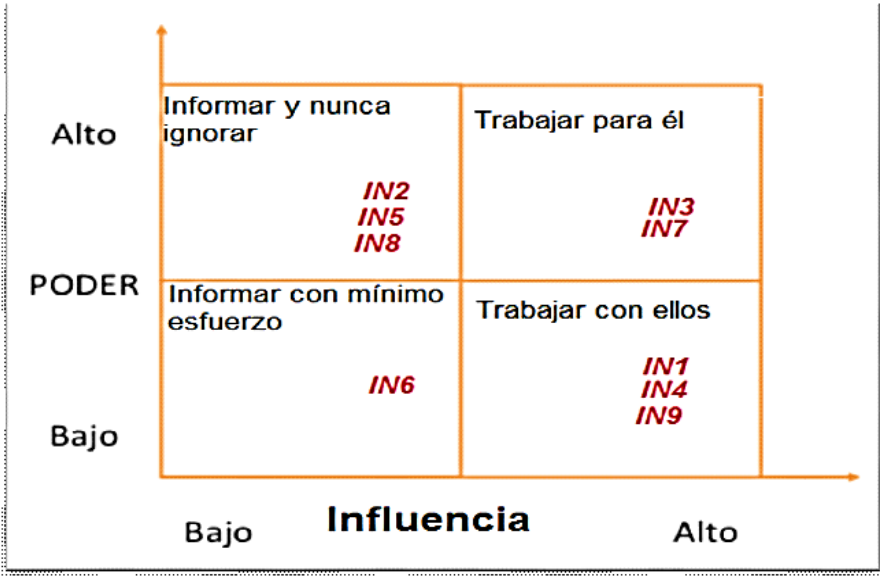 Informar y nunca
ignorar
Trabajar para él
Alto
IN2
IN5
IN8
IN3
IN7
PODER
Informar con mínimo
esfuerzo
Trabajar con ellos
IN6
IN1
IN4
IN9
Bajo
Bajo
Influencia
Alto